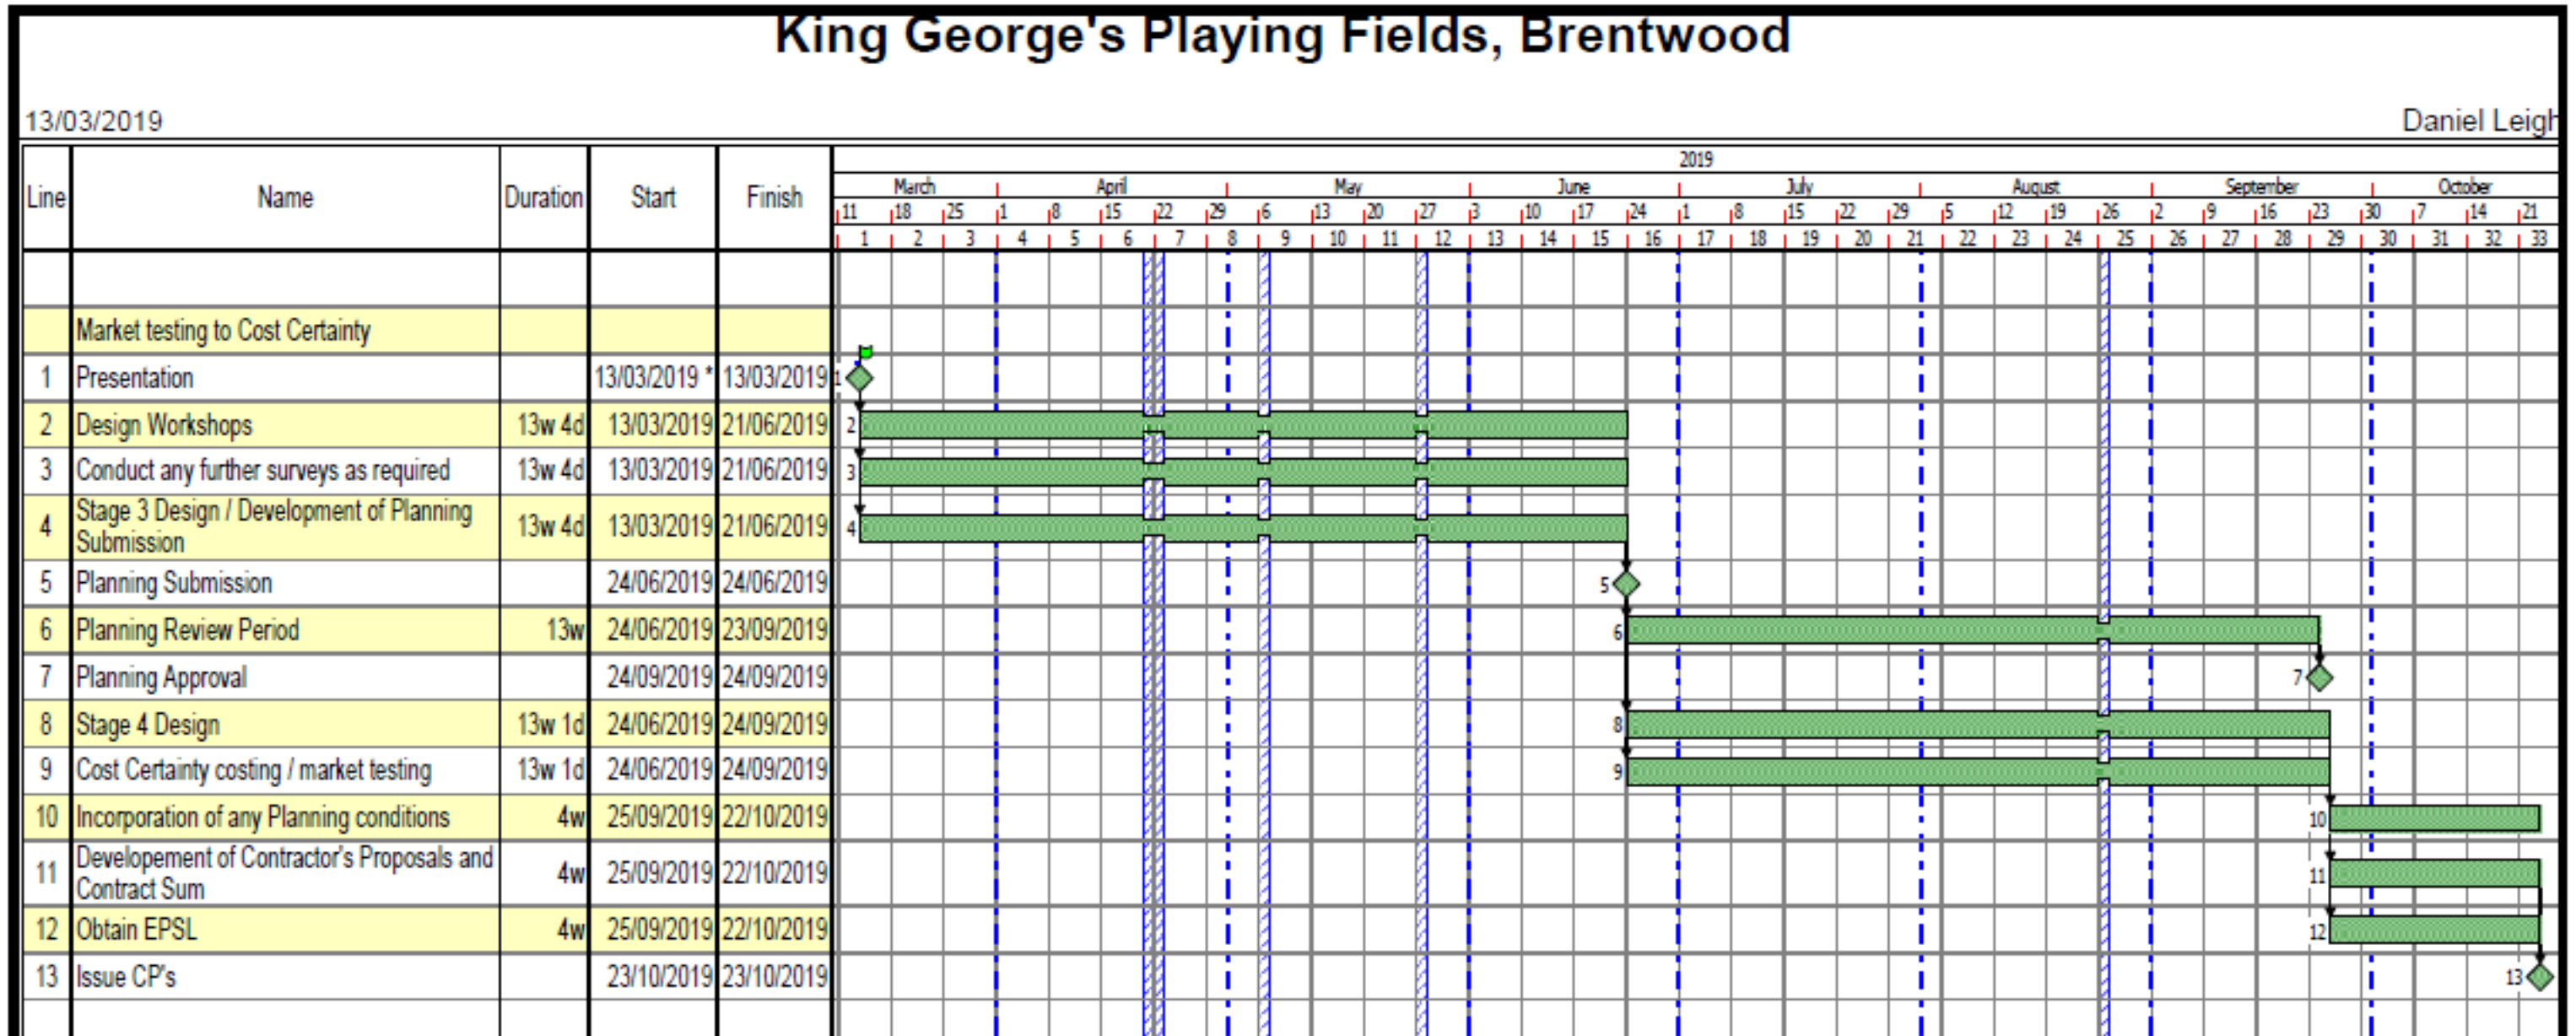 King George's Playing Fields, Brentwood
13/03/2019 Daniel Leigh
2019
Line Name Duration Start Finish March April May June July August September October
11 18 25 1 8 15 22 29 6 13 20 27 3 10 17 24 1 8 15 22 29 5 12 19 26 2 9 16 23 30 7 14 21
1 2 3 4 5 6 7 8 9 10 11 12 13 14 15 16 17 18 19 20 21 22 23 24 25 26 27 28 29 30 31 32 33
Market testing to Cost Certainty
1 Presentation 13/03/2019 * 13/03/2019 1
2 Design Workshops 13w 4d 13/03/2019 21/06/2019 2
3 Conduct any further surveys as required 13w 4d 13/03/2019 21/06/2019 3
4 Stage 3 Design / Development of Planning
Submission 13w 4d 13/03/2019 21/06/2019 4
5 Planning Submission 24/06/2019 24/06/2019 5
6 Planning Review Period 13w 24/06/2019 23/09/2019 6
7 Planning Approval 24/09/2019 24/09/2019 7
8 Stage 4 Design 13w 1d 24/06/2019 24/09/2019 8
9 Cost Certainty costing / market testing 13w 1d 24/06/2019 24/09/2019 9
10 Incorporation of any Planning conditions 4w 25/09/2019 22/10/2019 10
11 Developement of Contractor's Proposals and
Contract Sum 4w 25/09/2019 22/10/2019 11
12 Obtain EPSL 4w 25/09/2019 22/10/2019 12
13 Issue CP's 23/10/2019 23/10/2019 13